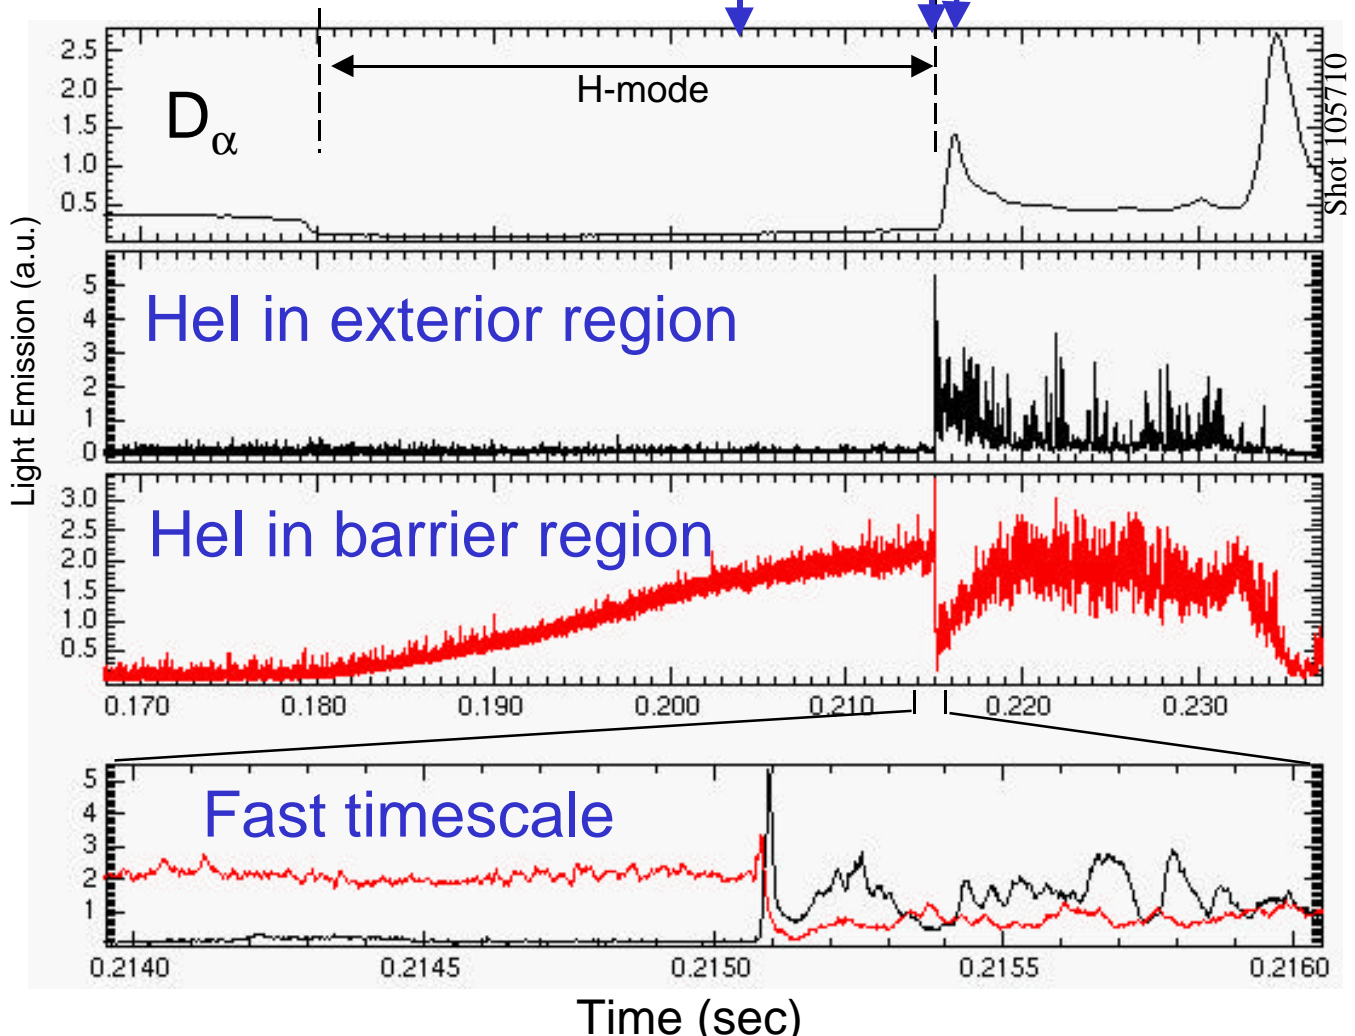 2.5
2.0
1.5
1.0
0.5
H-mode
Dα
Shot 105710
Light Emission (a.u.)
5
4
3
2
1
0
HeI in exterior region
3.0
2.5
2.0
1.5
1.0
0.5
HeI in barrier region
0.170 0.180 0.190 0.200 0.210 0.220 0.230
5
4
3
2
1
Fast timescale
0.2140 0.2145 0.2150 0.2155 0.2160
Time (sec)